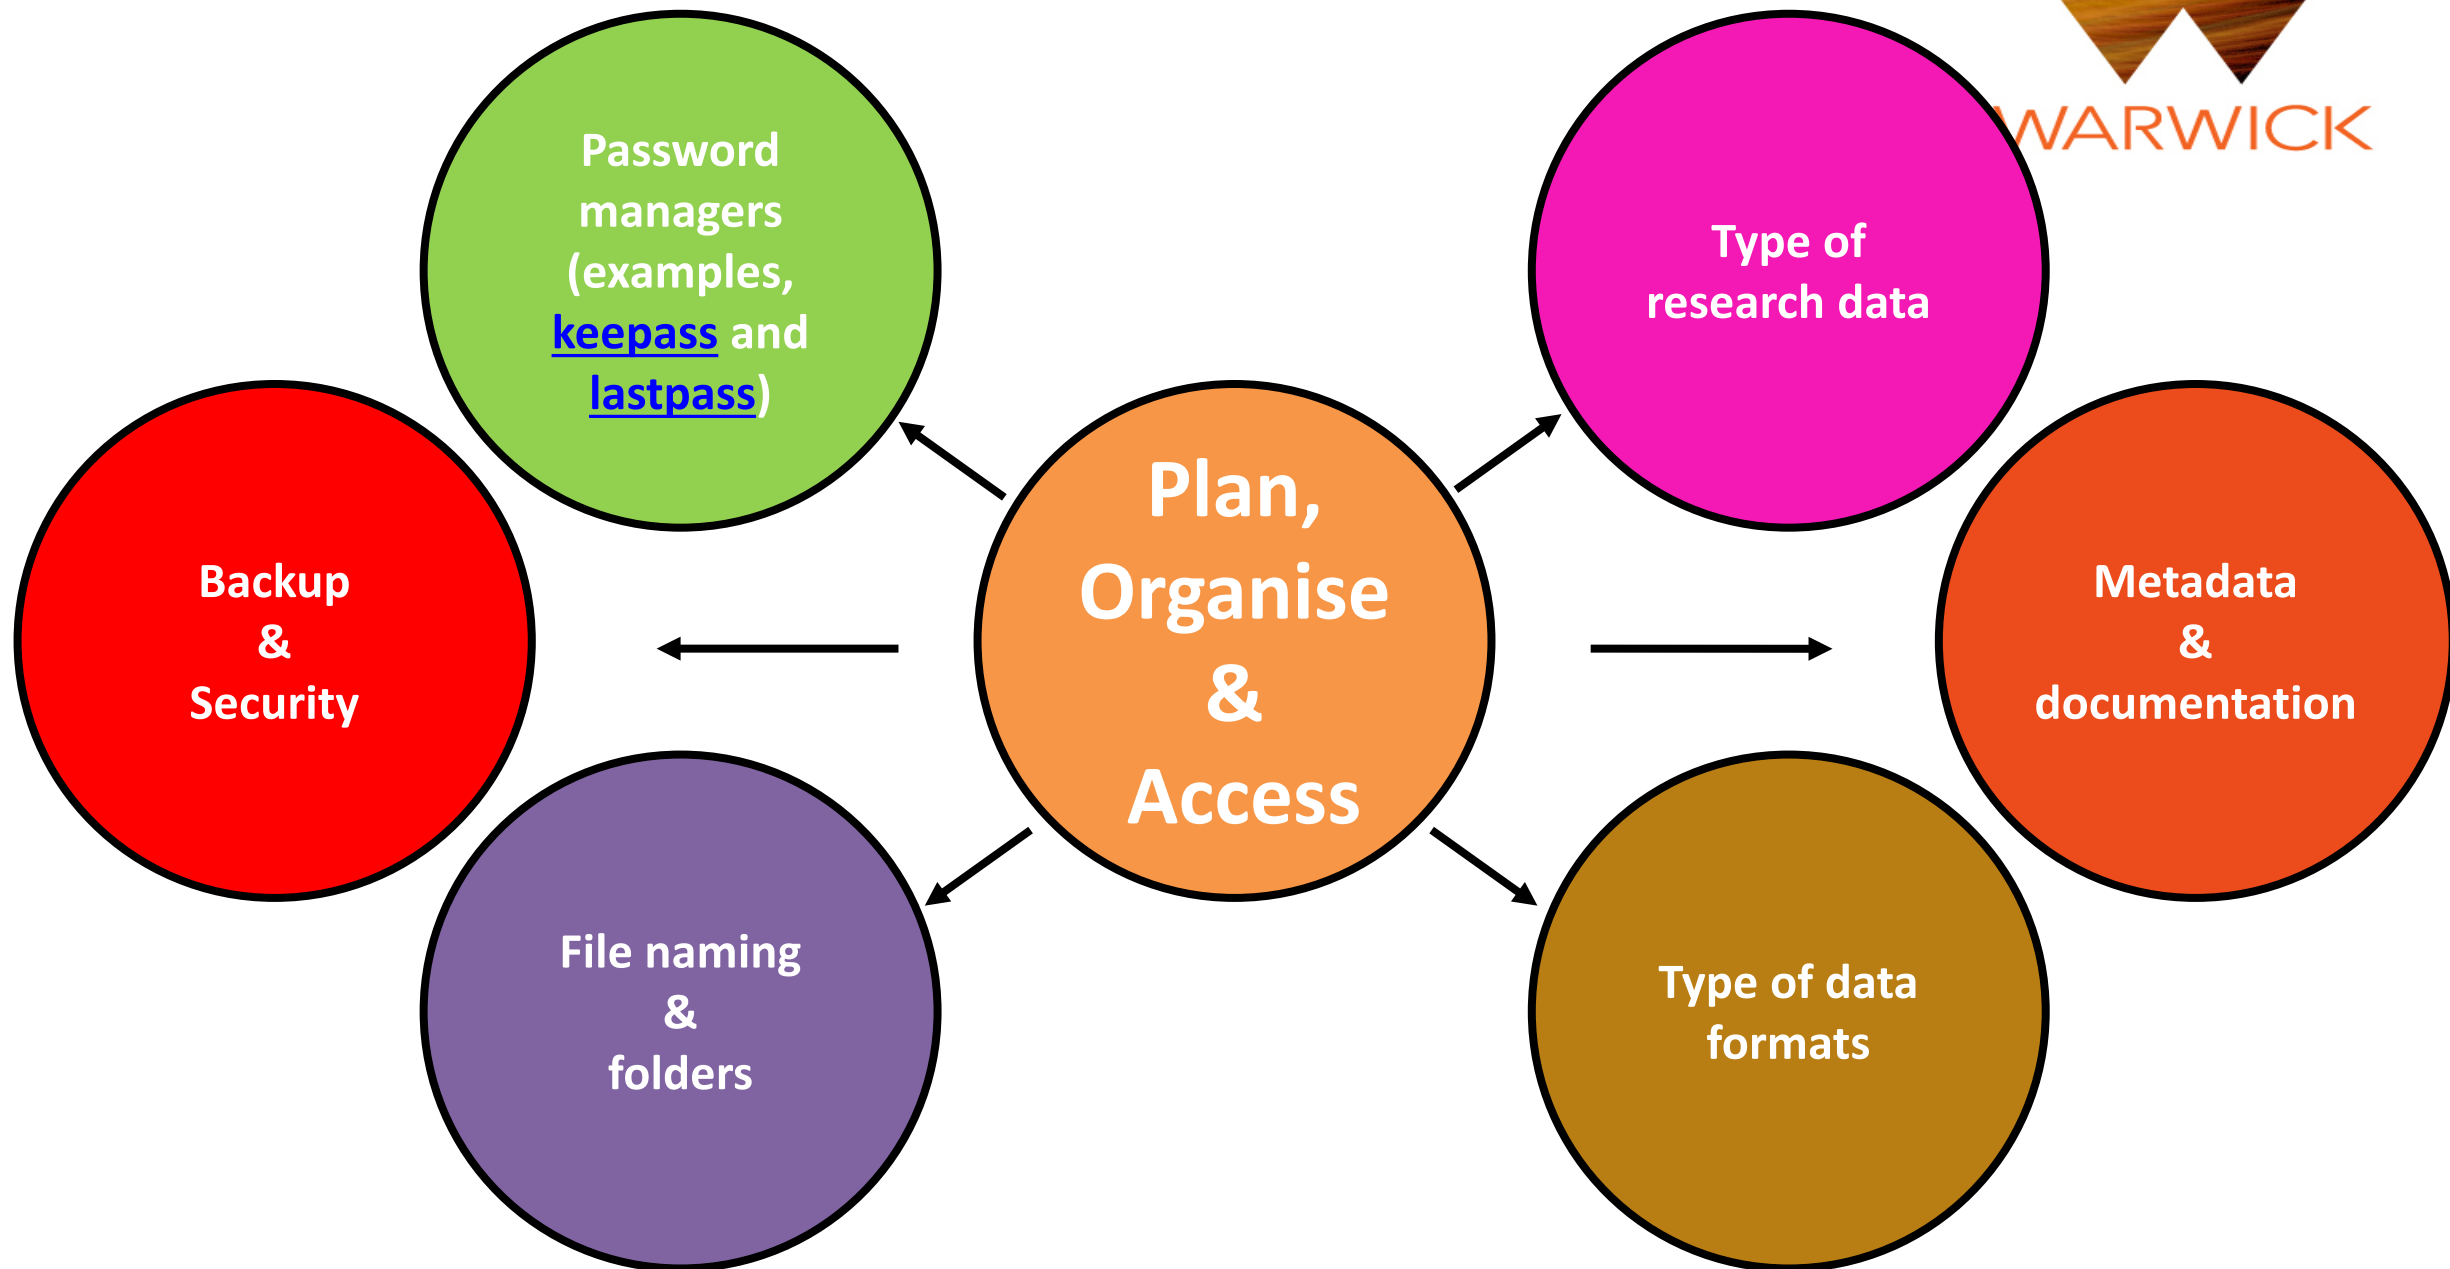 Password
managers
(examples,
keepass and
lastpass)
Type of
research data
WARWICK
Backup
&
Security
Plan,
Organise
&
Access
Metadata
&
documentation
File naming
&
folders
Type of data
formats